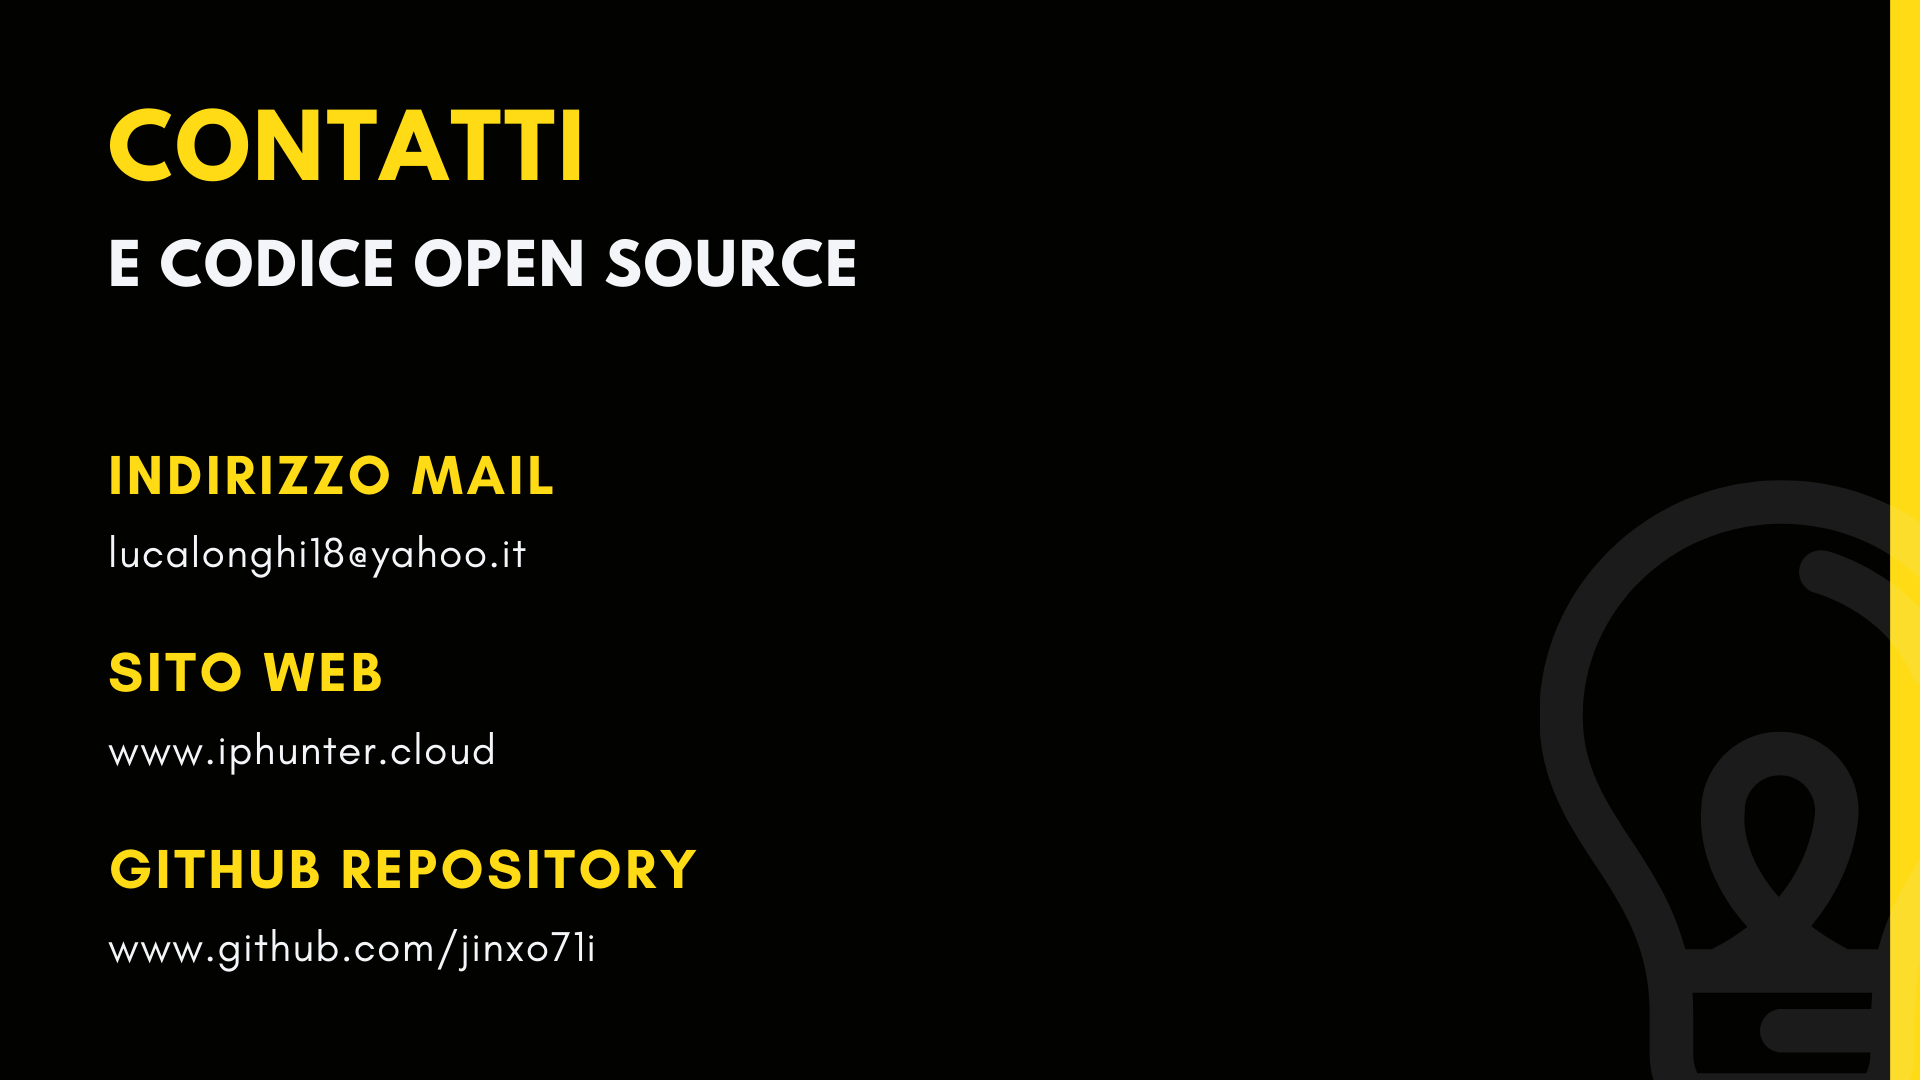 CONTATTI
E CODICE OPEN SOURCE
INDIRIZZO MAIL
lucalonghi18@yahoo.it
SITO WEB
www.iphunter.cloud
GITHUB REPOSITORY
www.github.com/jinxo71i